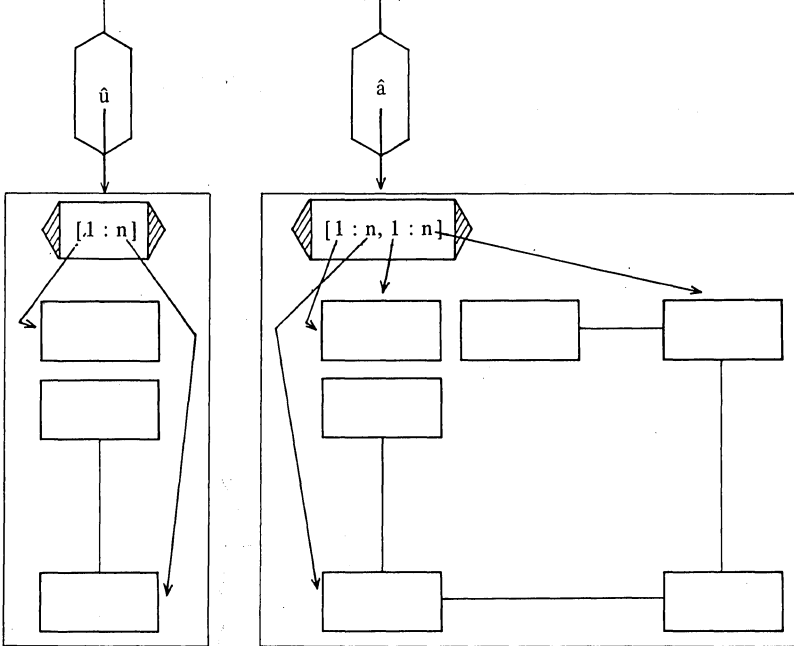 û
â
[1 : n]
[1 : n, 1 : n]